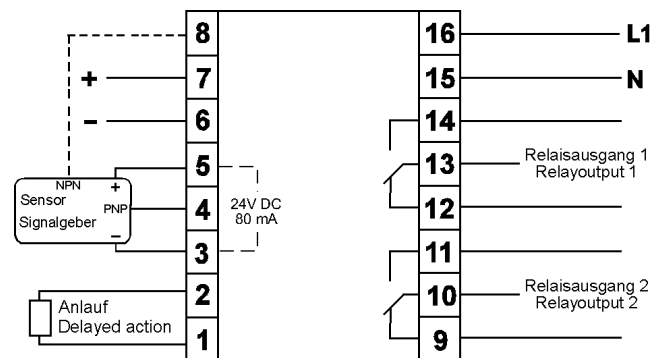 8
16
L1
+
7
15
N
−
6
14
NPN
+
5
13
Relaisausgang 1
Relayoutput 1
Sensor
PNP
4
24V DC
80 mA
Signalgeber
12
−
3
11
2
10
Relaisausgang 2
Relayoutput 2
Anlauf
Delayed action
1
9